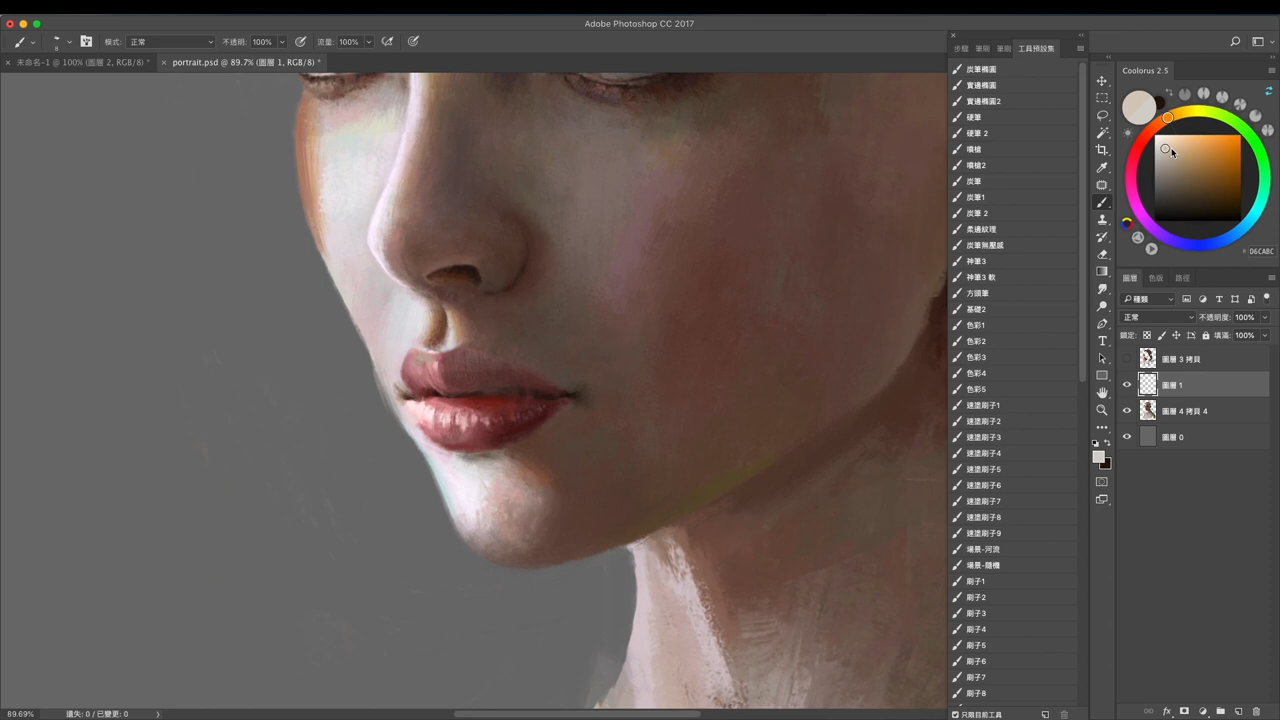 Adobe Photoshop CC 2017
模式: 正常 不透明: 100% 流量: 100%
未命名-1 @ 100% (圖層 2, RGB/8) *
portrait.psd @ 89.7% (圖層 1, RGB/8) *
步驟 筆刷 筆刷 工具預設集
炭筆橢圓
實邊橢圓
實邊橢圓2
硬筆
硬筆 2
噴槍
噴槍2
炭筆
炭筆1
炭筆 2
柔邊紋理
炭筆無壓感
神筆3
神筆3 軟
方頭筆
基礎2
色彩1
色彩2
色彩3
色彩4
色彩5
速塗刷子1
速塗刷子2
速塗刷子3
速塗刷子4
速塗刷子5
速塗刷子6
速塗刷子7
速塗刷子8
速塗刷子9
場景-河流
場景-隨機
刷子1
刷子2
刷子3
刷子4
刷子5
刷子6
刷子7
刷子8
只限目前工具
Coolorus 2.5
D6CABC
圖層 色版 路徑
種類
正常 不透明度: 100%
鎖定: 填滿: 100%
圖層 3 拷貝
圖層 1
圖層 4 拷貝 4
圖層 0
89.69% 遺失: 0 / 已變更: 0